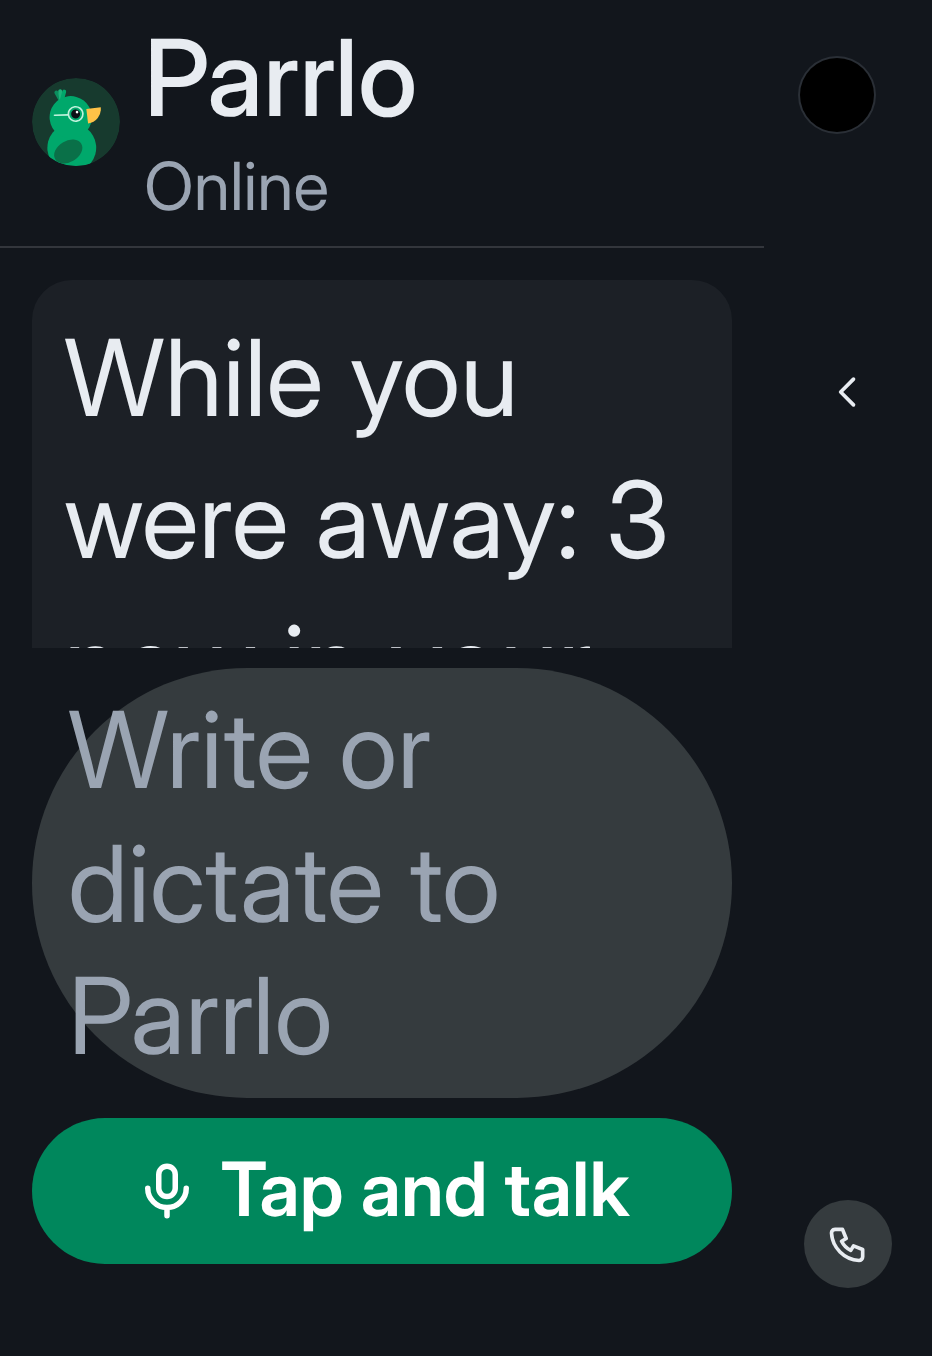 Parrlo
Online
While you
were away: 3
Write or
dictate to
Parrlo
Tap and talk